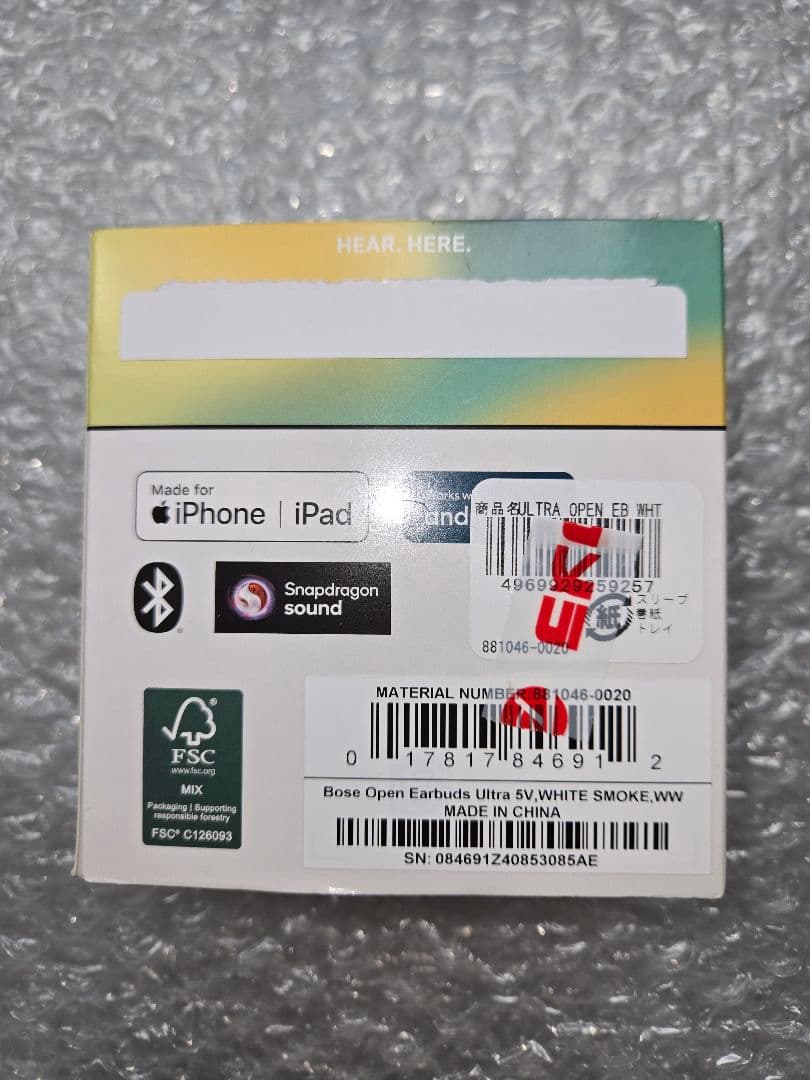 HEAR. HERE.
Made for
iPhone | iPad
商品名ULTRA OPEN EB WHT
4969929259257
スリーブ
巻紙
トレイ
紙
881046-0020
Snapdragon
sound
FSC®
www.fsc.org
MIX
Packaging | Supporting
responsible forestry
FSC® C126093
MATERIAL NUMBER:881046-0020
0 17817 84691 2
Bose Open Earbuds Ultra 5V,WHITE SMOKE,WW
MADE IN CHINA
SN: 084691Z40853085AE